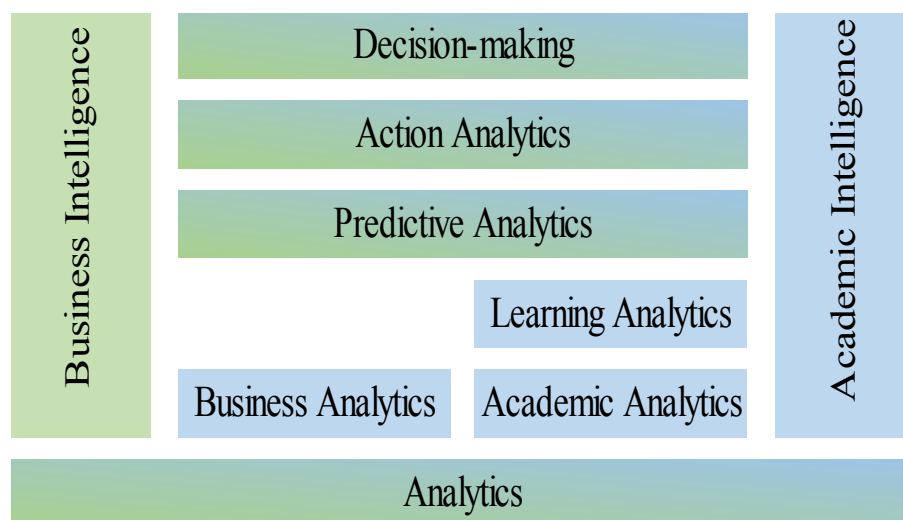 Business Intelligence
Decision-making
Action Analytics
Predictive Analytics
Learning Analytics
Business Analytics
Academic Analytics
Academic Intelligence
Analytics